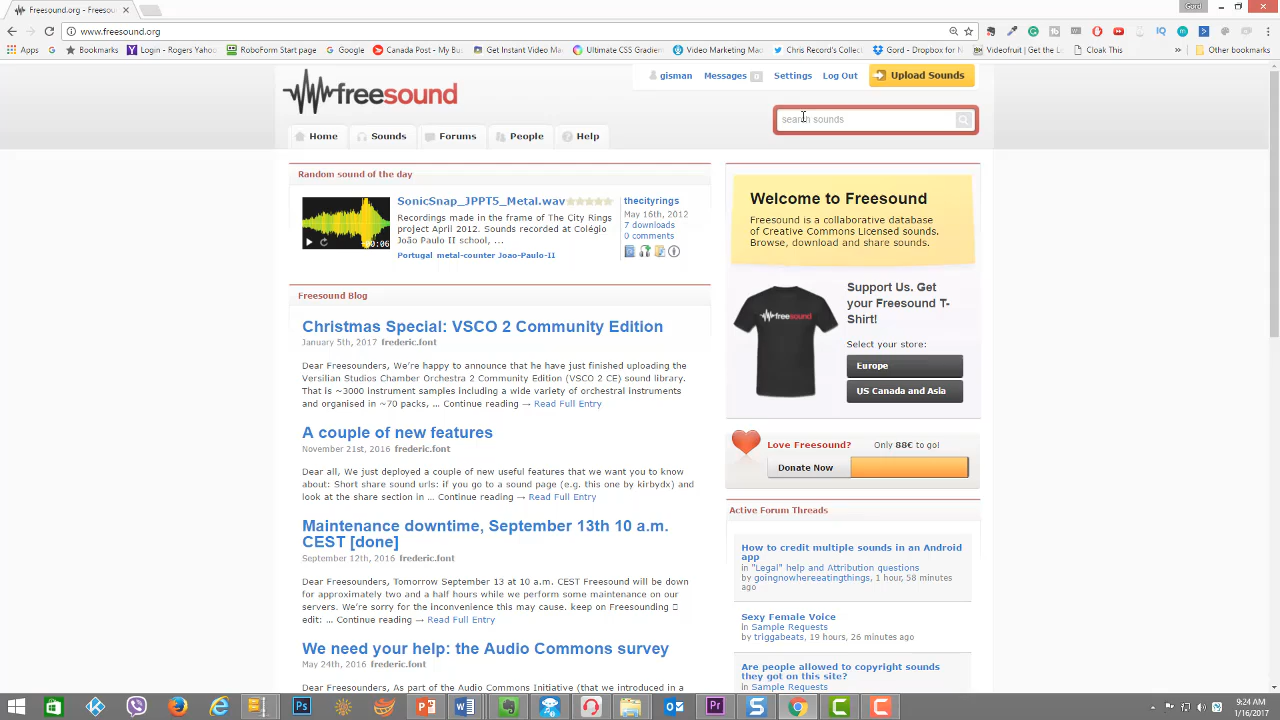 Freesound.org - Freesoun
Gord
www.freesound.org
Apps
Bookmarks
Login - Rogers Yahoo
RoboForm Start page
Google
Canada Post - My Bu
Get Instant Video Mar
Ultimate CSS Gradien
Video Marketing Mac
Chris Record's Collect
Gord - Dropbox for
Videofruit | Get the L
Cloak This
Other bookmarks
gisman
Messages 0
Settings
Log Out
Upload Sounds
freesound
search sounds
Home
Sounds
Forums
People
Help
Random sound of the day
SonicSnap_JPPT5_Metal.wav
Recordings made in the frame of The City Rings
project April 2012. Sounds recorded at Colégio
João Paulo II school, ...
Portugal metal-counter Joao-Paulo-II
00:06
thecityrings
May 16th, 2012
7 downloads
0 comments
Freesound Blog
Christmas Special: VSCO 2 Community Edition
January 5th, 2017 frederic.font
Dear Freesounders, We're happy to announce that he have just finished uploading the
Versilian Studios Chamber Orchestra 2 Community Edition (VSCO 2 CE) sound library.
That is ~3000 instrument samples including a wide variety of orchestral instruments
and organised in ~70 packs, ... Continue reading → Read Full Entry
A couple of new features
November 21st, 2016 frederic.font
Dear all, We just deployed a couple of new useful features that we want you to know
about: Short share sound urls: if you go to a sound page (e.g. this one by kirbydx) and
look at the share section in ... Continue reading → Read Full Entry
Maintenance downtime, September 13th 10 a.m.
CEST [done]
September 12th, 2016 frederic.font
Dear Freesounders, Tomorrow September 13 at 10 a.m. CEST Freesound will be down
for approximately two and a half hours while we perform some maintenance on our
servers. We're sorry for the inconvenience this may cause. keep on Freesounding
edit: ... Continue reading → Read Full Entry
We need your help: the Audio Commons survey
May 24th, 2016 frederic.font
Dear Freesounders, As part of the Audio Commons Initiative (that we introduced in a
Welcome to Freesound
Freesound is a collaborative database
of Creative Commons Licensed sounds.
Browse, download and share sounds.
freesound
Support Us. Get
your Freesound T-
Shirt!
Select your store:
Europe
US Canada and Asia
Love Freesound?
Only 88€ to go!
Donate Now
Active Forum Threads
How to credit multiple sounds in an Android
app
in "Legal" help and Attribution questions
by goingnowhereeatingthings, 1 hour, 58 minutes
ago
Sexy Female Voice
in Sample Requests
by triggabeats, 19 hours, 26 minutes ago
Are people allowed to copyright sounds
they got on this site?
in Sample Requests
9:24 AM
1/16/2017